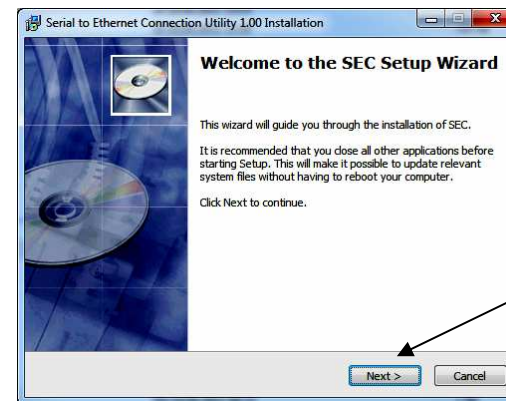 Serial to Ethernet Connection Utility 1.00 Installation
Welcome to the SEC Setup Wizard
This wizard will guide you through the installation of SEC.
It is recommended that you close all other applications before
starting Setup. This will make it possible to update relevant
system files without having to reboot your computer.
Click Next to continue.
Next >
Cancel